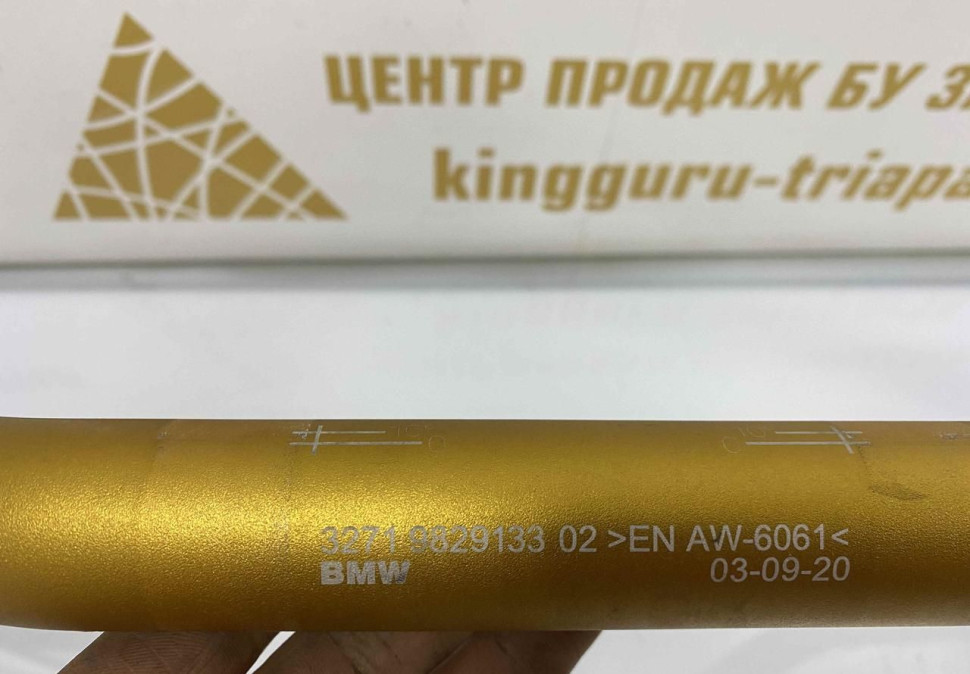 ЦЕНТР ПРОДАЖ БУ
kingguru-triapa
3271 9829133 02 >EN AW-6061<
BMW
03-09-20